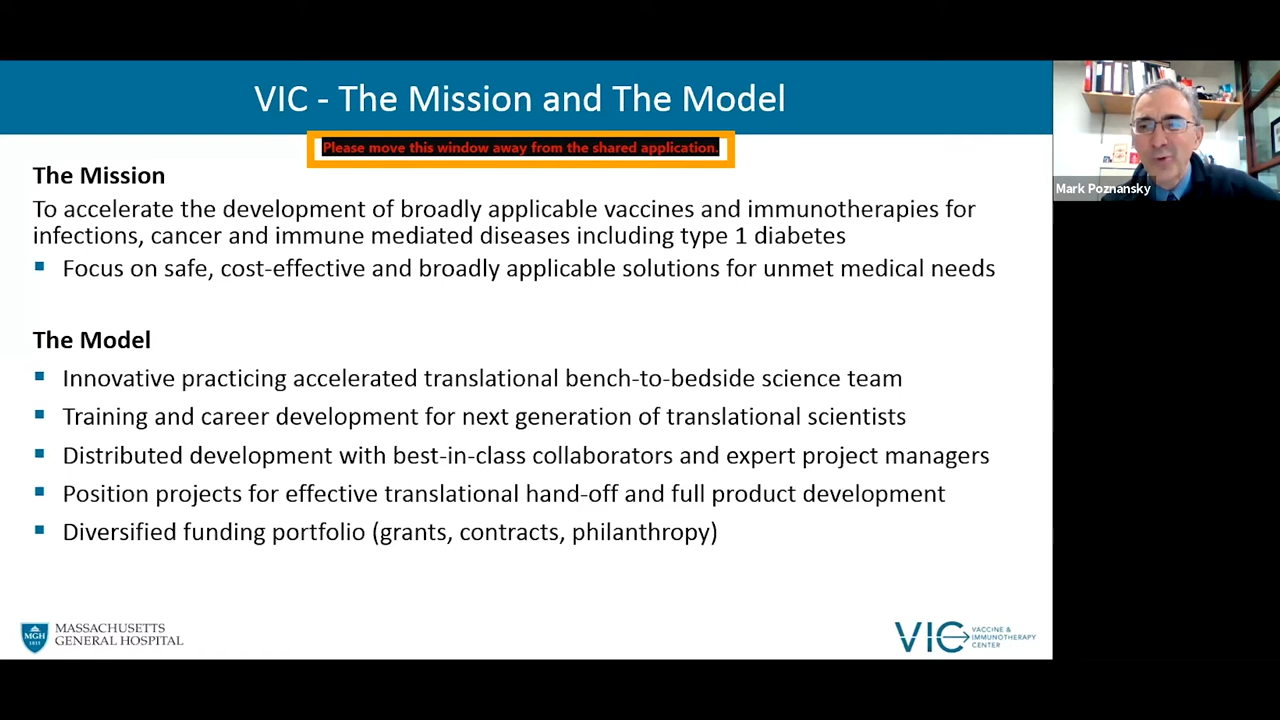 VIC - The Mission and The Model
Please move this window away from the shared application.
The Mission
To accelerate the development of broadly applicable vaccines and immunotherapies for
infections, cancer and immune mediated diseases including type 1 diabetes
Focus on safe, cost-effective and broadly applicable solutions for unmet medical needs
The Model
Innovative practicing accelerated translational bench-to-bedside science team
Training and career development for next generation of translational scientists
Distributed development with best-in-class collaborators and expert project managers
Position projects for effective translational hand-off and full product development
Diversified funding portfolio (grants, contracts, philanthropy)
MGH
1811
MASSACHUSETTS
GENERAL HOSPITAL
VIC
VACCINE &
IMMUNOTHERAPY
CENTER
Mark Poznansky